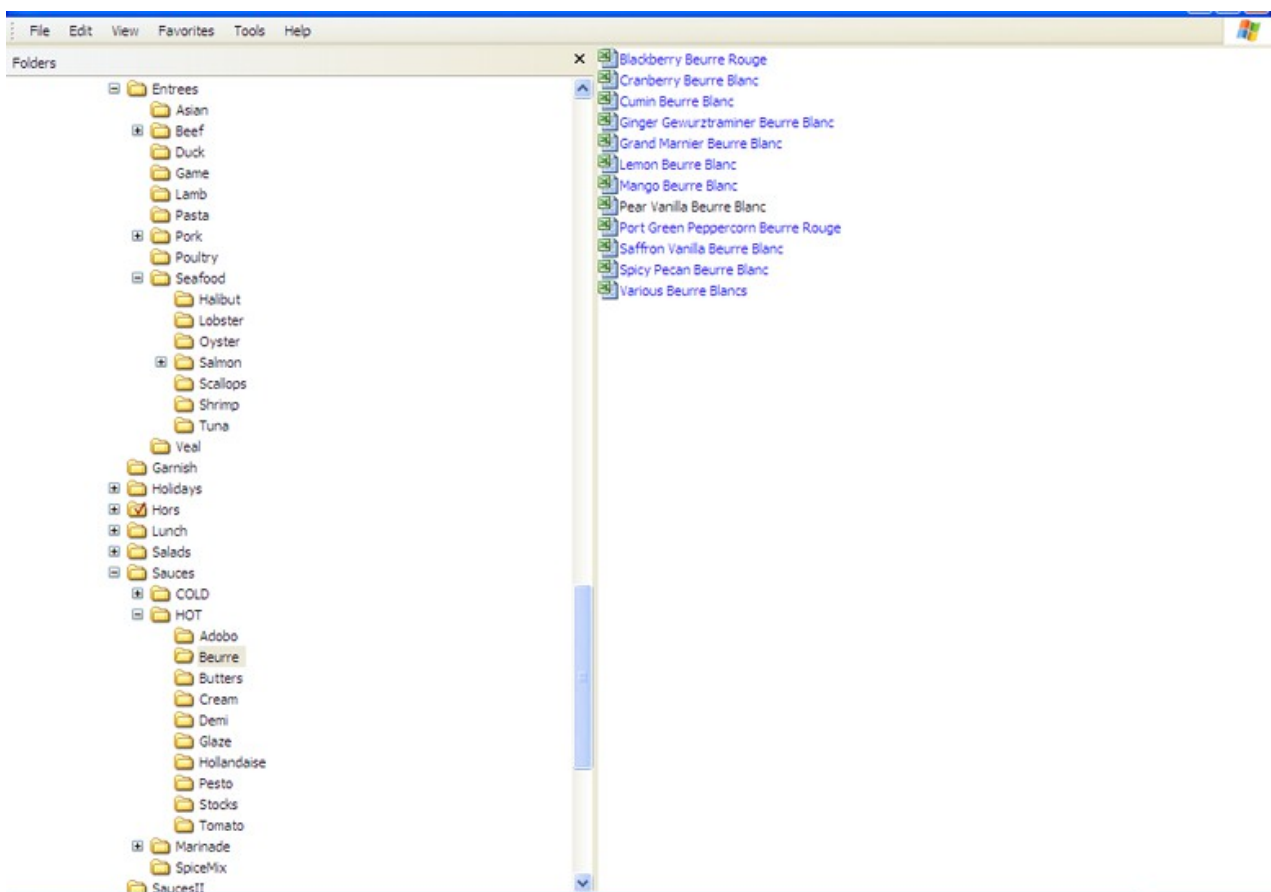 File Edit View Favorites Tools Help
Folders
Entrees
Asian
Beef
Duck
Game
Lamb
Pasta
Pork
Poultry
Seafood
Halibut
Lobster
Oyster
Salmon
Scallops
Shrimp
Tuna
Veal
Garnish
Holidays
Hors
Lunch
Salads
Sauces
COLD
HOT
Adobo
Beurre
Butters
Cream
Demi
Glaze
Hollandaise
Pesto
Stocks
Tomato
Marinade
SpiceMix
SaucesII
Blackberry Beurre Rouge
Cranberry Beurre Blanc
Cumin Beurre Blanc
Ginger Gewurztraminer Beurre Blanc
Grand Marnier Beurre Blanc
Lemon Beurre Blanc
Mango Beurre Blanc
Pear Vanilla Beurre Blanc
Port Green Peppercorn Beurre Rouge
Saffron Vanilla Beurre Blanc
Spicy Pecan Beurre Blanc
Various Beurre Blancs